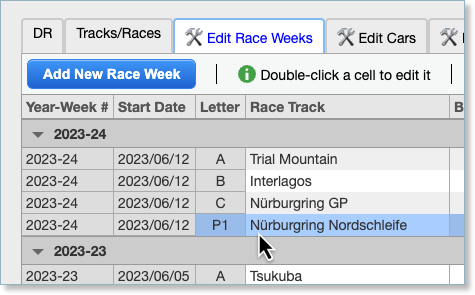 DR Tracks/Races Edit Race Weeks Edit Cars
Add New Race Week Double-click a cell to edit it
Year-Week # Start Date Letter Race Track B
2023-24
2023-24 2023/06/12 A Trial Mountain
2023-24 2023/06/12 B Interlagos
2023-24 2023/06/12 C Nürburgring GP
2023-24 2023/06/12 P1 Nürburgring Nordschleife
2023-23
2023-23 2023/06/05 A Tsukuba